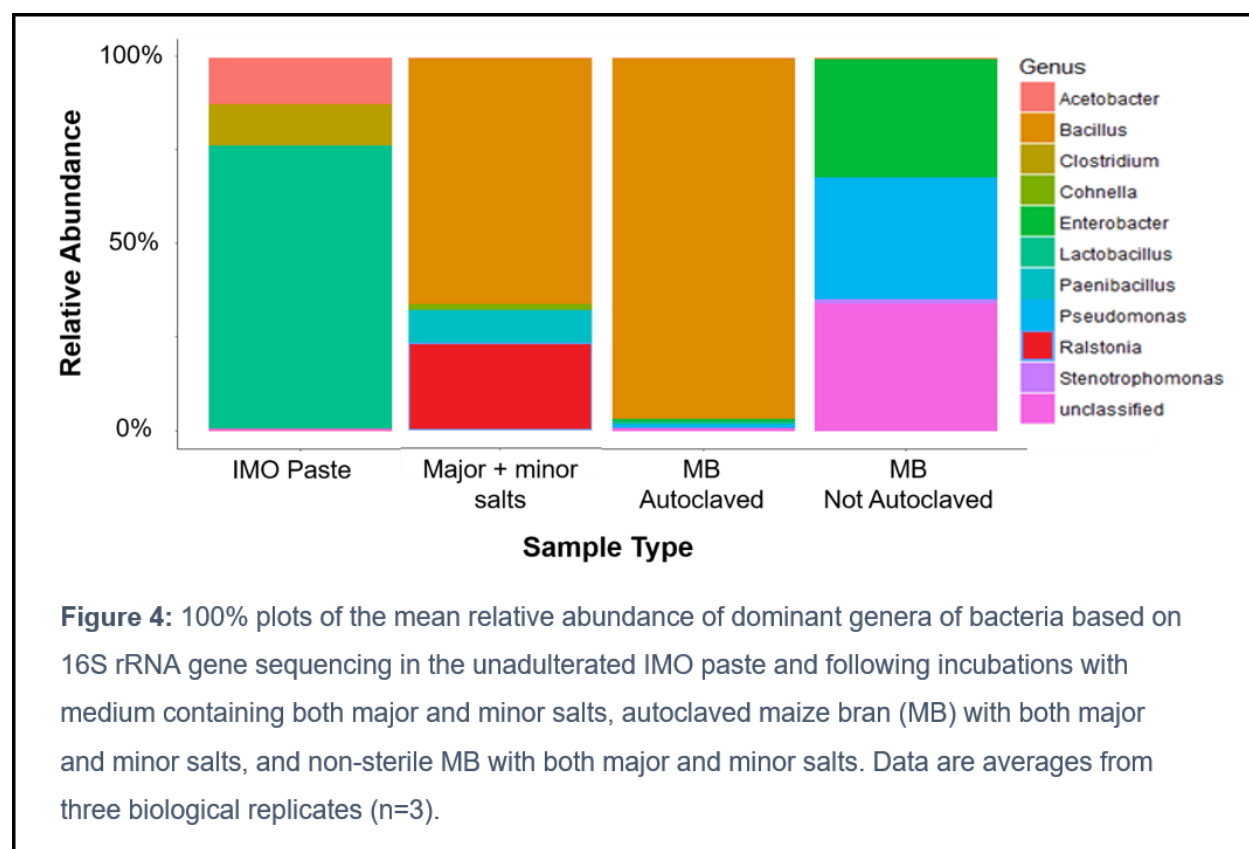 100%
50%
0%
Relative Abundance
Genus
Acetobacter
Bacillus
Clostridium
Cohnella
Enterobacter
Lactobacillus
Paenibacillus
Pseudomonas
Ralstonia
Stenotrophomonas
unclassified
IMO Paste
Major + minor
salts
MB
Autoclaved
MB
Not Autoclaved
Sample Type
Figure 4: 100% plots of the mean relative abundance of dominant genera of bacteria based on
16S rRNA gene sequencing in the unadulterated IMO paste and following incubations with
medium containing both major and minor salts, autoclaved maize bran (MB) with both major
and minor salts, and non-sterile MB with both major and minor salts. Data are averages from
three biological replicates (n=3).